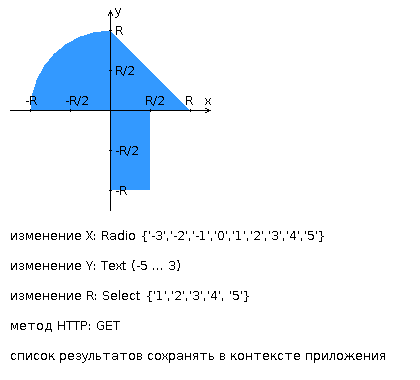 y
R
R/2
-R
-R/2
R/2
R
x
-R/2
-R
изменение X: Radio {'-3','-2','-1','0','1','2','3','4','5'}
изменение Y: Text (-5 ... 3)
изменение R: Select {'1','2','3','4', '5'}
метод HTTP: GET
список результатов сохранять в контексте приложения